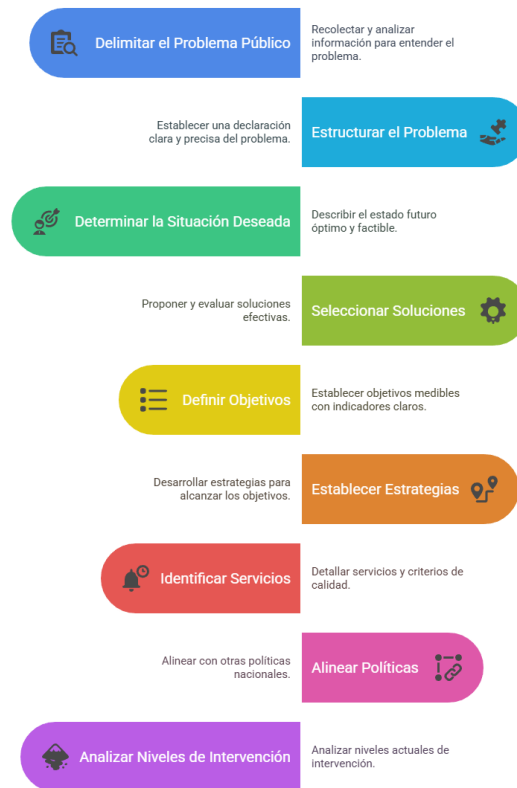 Delimitar el Problema Público
Recolectar y analizar
información para entender el
problema.
Establecer una declaración
clara y precisa del problema.
Estructurar el Problema
Determinar la Situación Deseada
Describir el estado futuro
óptimo y factible.
Proponer y evaluar soluciones
efectivas.
Seleccionar Soluciones
Definir Objetivos
Establecer objetivos medibles
con indicadores claros.
Desarrollar estrategias para
alcanzar los objetivos.
Establecer Estrategias
Identificar Servicios
Detallar servicios y criterios de
calidad.
Alinear con otras políticas
nacionales.
Alinear Políticas
Analizar Niveles de Intervención
Analizar niveles actuales de
intervención.